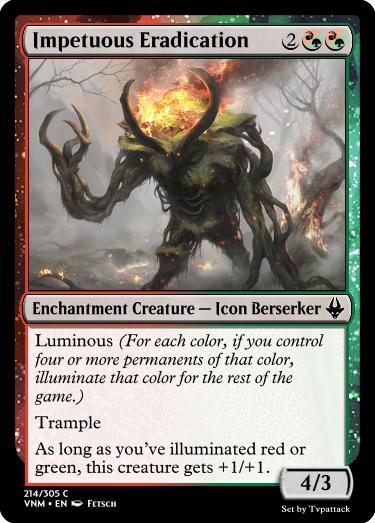 Impetuous Eradication 2
Enchantment Creature — Icon Berserker
Luminous (For each color, if you control
four or more permanents of that color,
illuminate that color for the rest of the
game.)
Trample
As long as you’ve illuminated red or
green, this creature gets +1/+1.
4/3
214/305 C
VNM • EN Fetsch
Set by Tvpattack